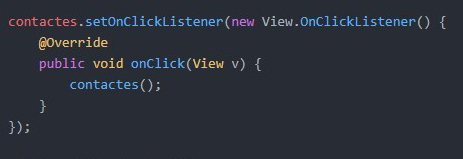 contactes.setOnClickListener(new View.OnClickListener() {
    @Override
    public void onClick(View v) {
        contactes();
    }
});